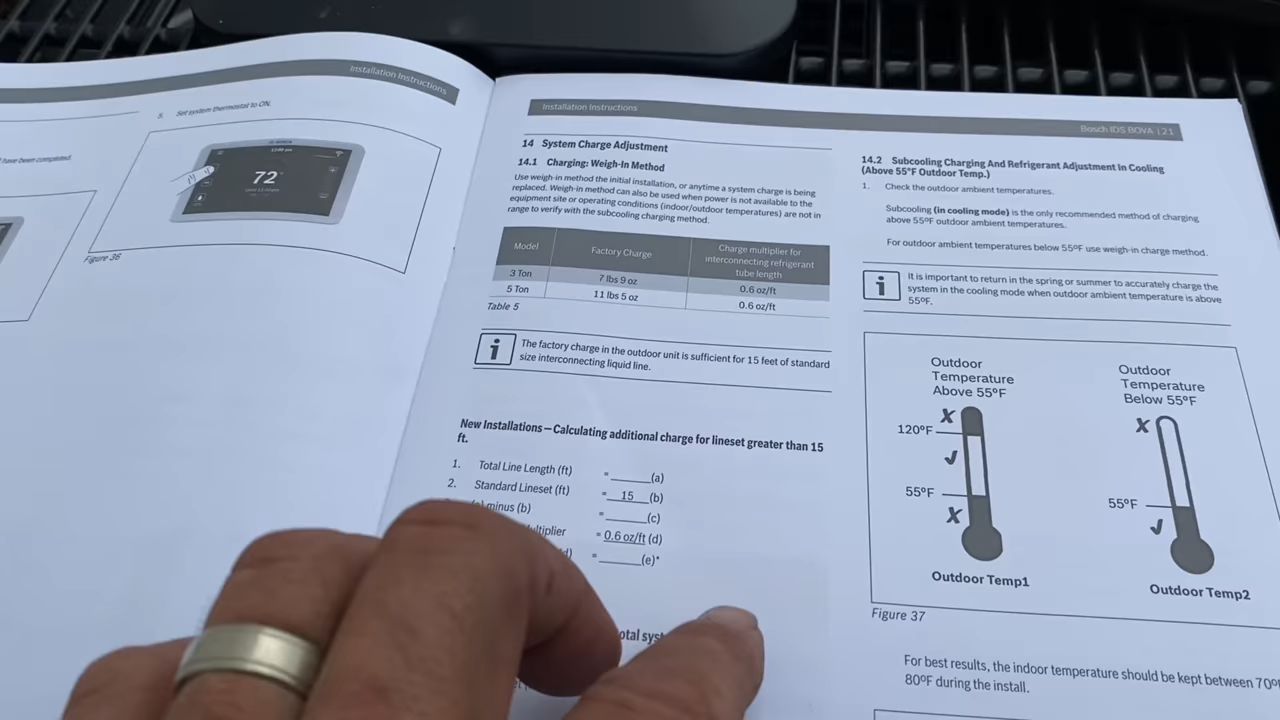 Installation Instructions
5. Set system thermostat to ON.
have been completed.
72°
Figure 36
Installation Instructions
Bosch IDS BOVA | 21
14 System Charge Adjustment
14.1 Charging: Weigh-In Method
Use weigh-in method the initial installation, or anytime a system charge is being
replaced. Weigh-in method can also be used when power is not available to the
equipment site or operating conditions (indoor/outdoor temperatures) are not in
range to verify with the subcooling charging method.
Model Factory Charge Charge multiplier for
interconnecting refrigerant
tube length
3 Ton 7 lbs 9 oz 0.6 oz/ft
5 Ton 11 lbs 5 oz 0.6 oz/ft
Table 5
The factory charge in the outdoor unit is sufficient for 15 feet of standard
size interconnecting liquid line.
New Installations—Calculating additional charge for lineset greater than 15
ft.
1. Total Line Length (ft) =______(a)
2. Standard Lineset (ft) =__15__(b)
minus (b) =______(c)
= 0.6 oz/ft (d)
=______(e)*
14.2 Subcooling Charging And Refrigerant Adjustment In Cooling
(Above 55°F Outdoor Temp.)
1. Check the outdoor ambient temperatures.
Subcooling (in cooling mode) is the only recommended method of charging
above 55°F outdoor ambient temperatures.
For outdoor ambient temperatures below 55°F use weigh-in charge method.
It is important to return in the spring or summer to accurately charge the
system in the cooling mode when outdoor ambient temperature is above
55°F.
Outdoor
Temperature
Above 55°F
120°F
55°F
Outdoor Temp1
Outdoor
Temperature
Below 55°F
55°F
Outdoor Temp2
Figure 37
For best results, the indoor temperature should be kept between 70°
80°F during the install.